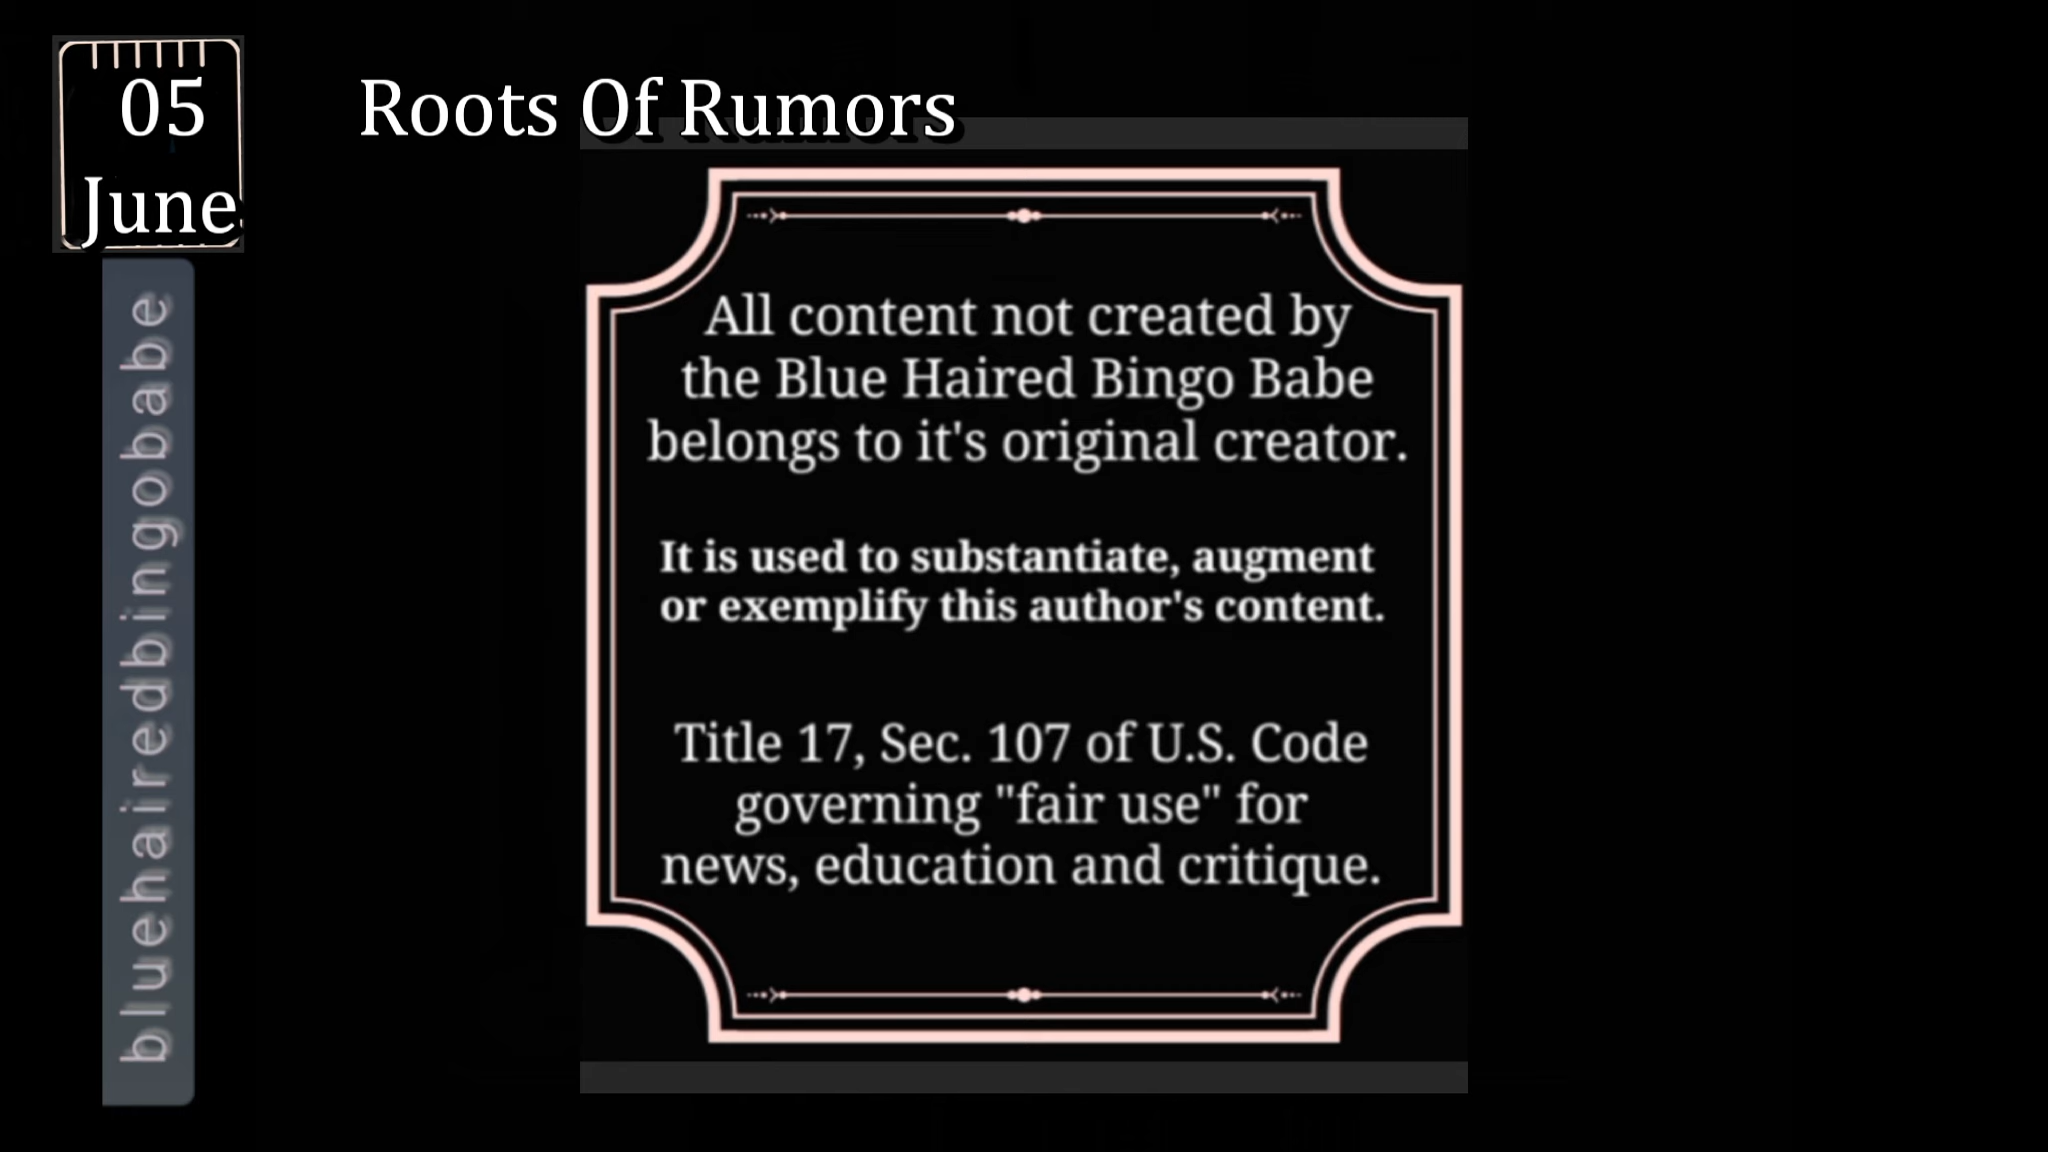 05
June
Roots Of Rumors
bluehairedbingobabe
All content not created by
the Blue Haired Bingo Babe
belongs to it's original creator.
It is used to substantiate, augment
or exemplify this author's content.
Title 17, Sec. 107 of U.S. Code
governing "fair use" for
news, education and critique.